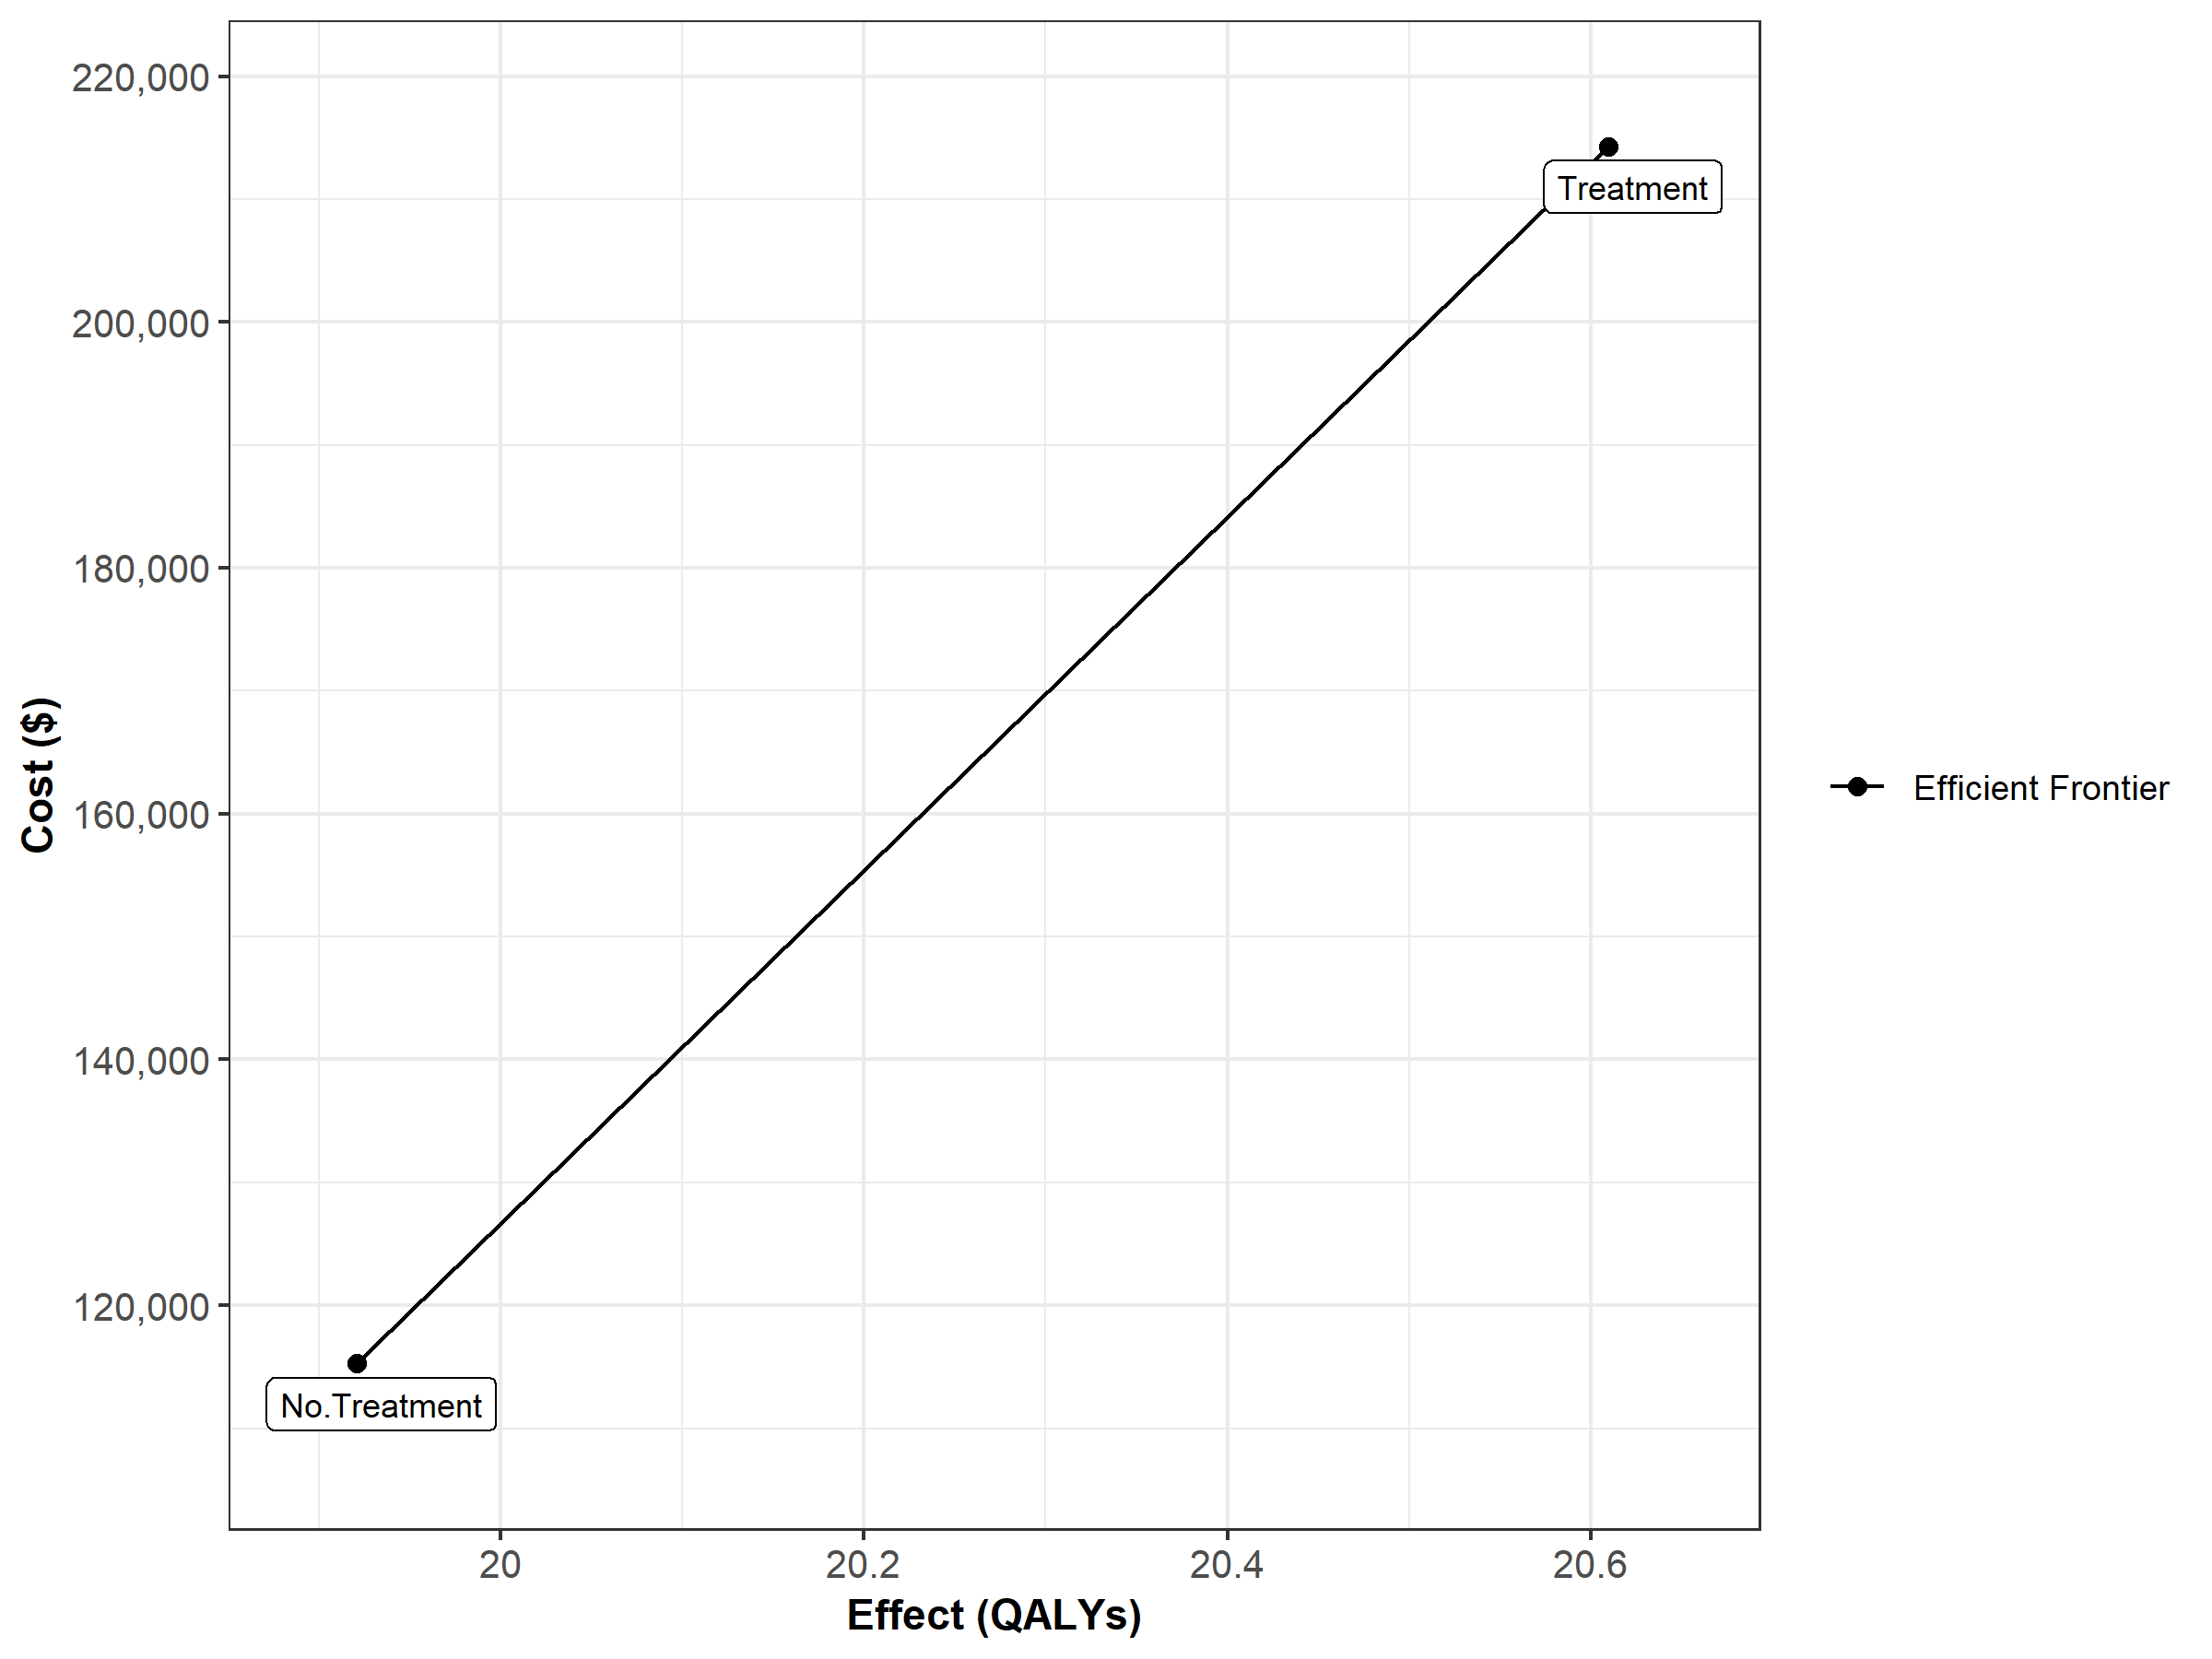 220,000
200,000
180,000
160,000
140,000
120,000
Cost ($)
Treatment
No.Treatment
20
20.2
20.4
20.6
Effect (QALYs)
Efficient Frontier